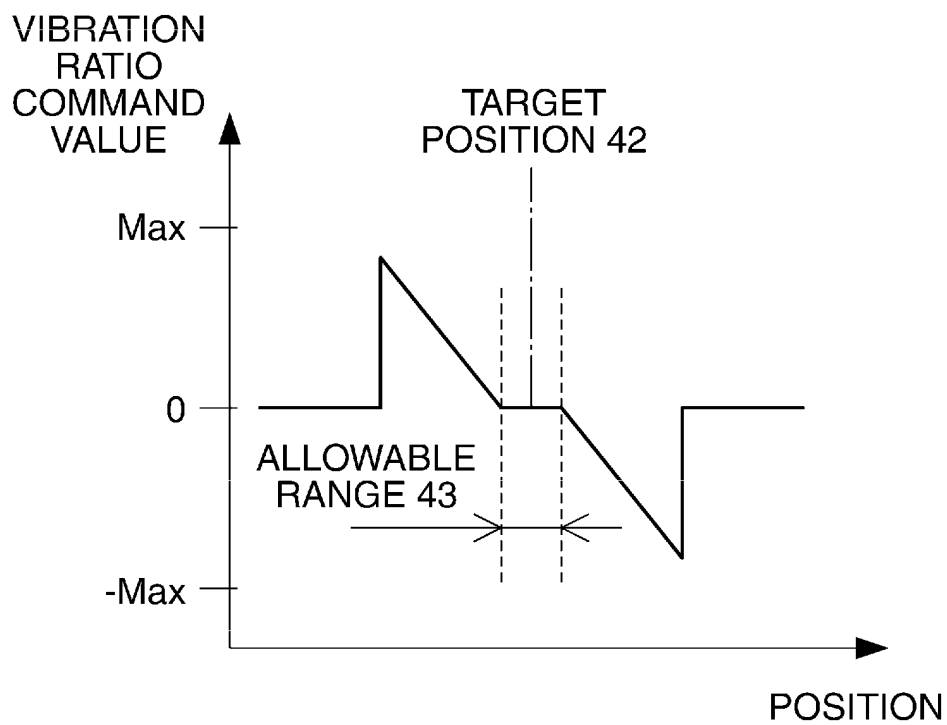 VIBRATION
RATIO
COMMAND
VALUE
TARGET
POSITION 42
Max
0
ALLOWABLE
RANGE 43
-Max
POSITION